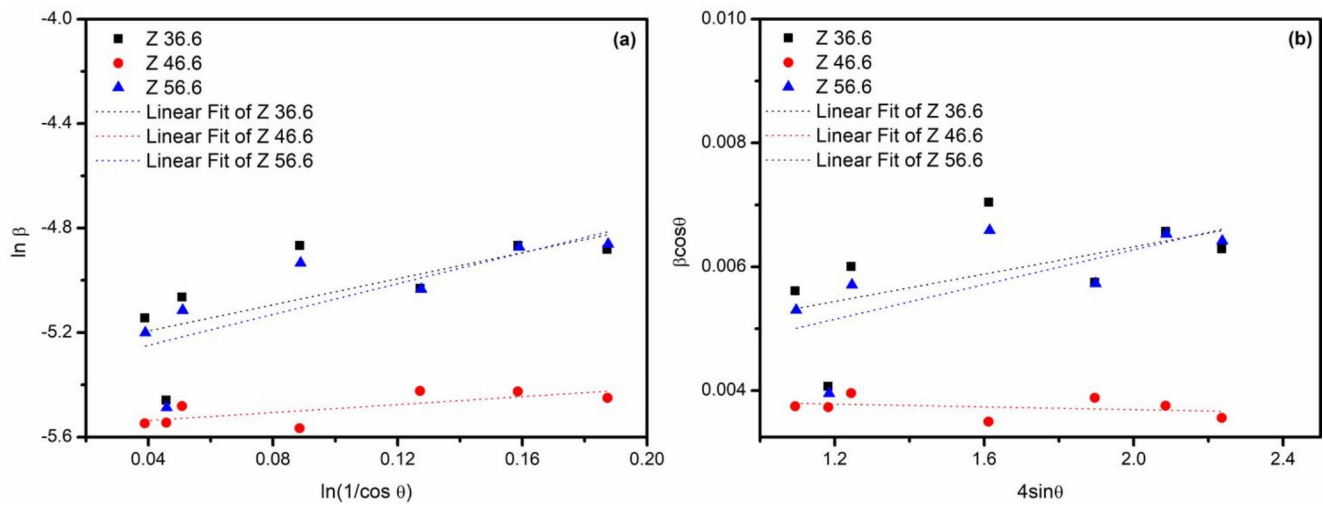 (a)
Z 36.6
Z 46.6
Z 56.6
Linear Fit of Z 36.6
Linear Fit of Z 46.6
Linear Fit of Z 56.6
ln β
-4.0
-4.4
-4.8
-5.2
-5.6
0.04
0.08
0.12
0.16
0.20
ln(1/cos θ)
(b)
Z 36.6
Z 46.6
Z 56.6
Linear Fit of Z 36.6
Linear Fit of Z 46.6
Linear Fit of Z 56.6
βcosθ
0.010
0.008
0.006
0.004
1.2
1.6
2.0
2.4
4sinθ